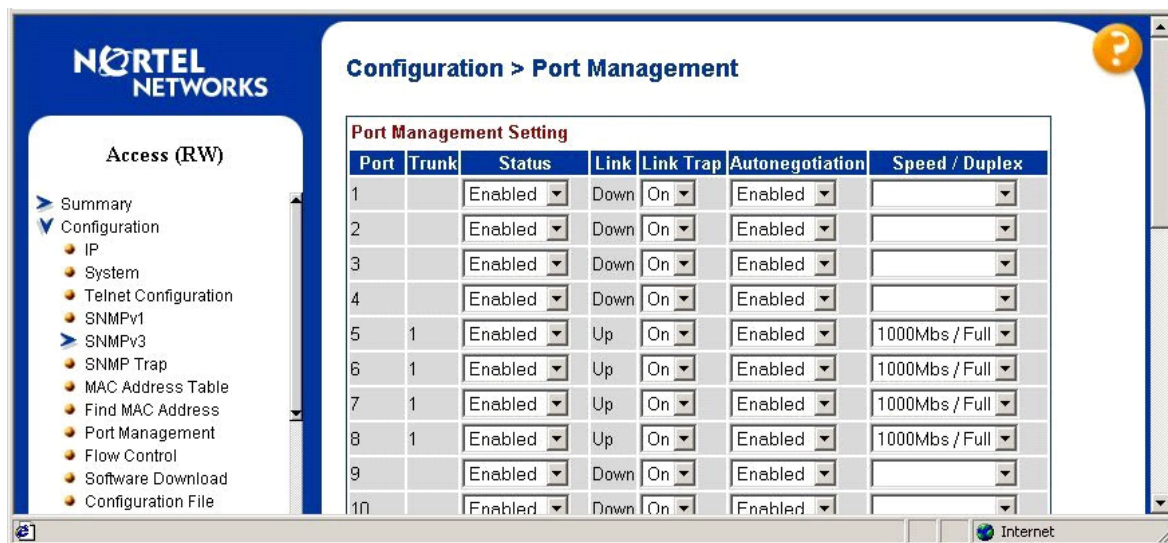 NORTEL
NETWORKS
Access (RW)
Summary
Configuration
IP
System
Telnet Configuration
SNMPv1
SNMPv3
SNMP Trap
MAC Address Table
Find MAC Address
Port Management
Flow Control
Software Download
Configuration File
Configuration > Port Management
?
Port Management Setting
Port Trunk Status Link Link Trap Autonegotiation Speed / Duplex
1 Enabled Down On Enabled
2 Enabled Down On Enabled
3 Enabled Down On Enabled
4 Enabled Down On Enabled
5 1 Enabled Up On Enabled 1000Mbs / Full
6 1 Enabled Up On Enabled 1000Mbs / Full
7 1 Enabled Up On Enabled 1000Mbs / Full
8 1 Enabled Up On Enabled 1000Mbs / Full
9 Enabled Down On Enabled
10 Enabled Down On Enabled
Internet